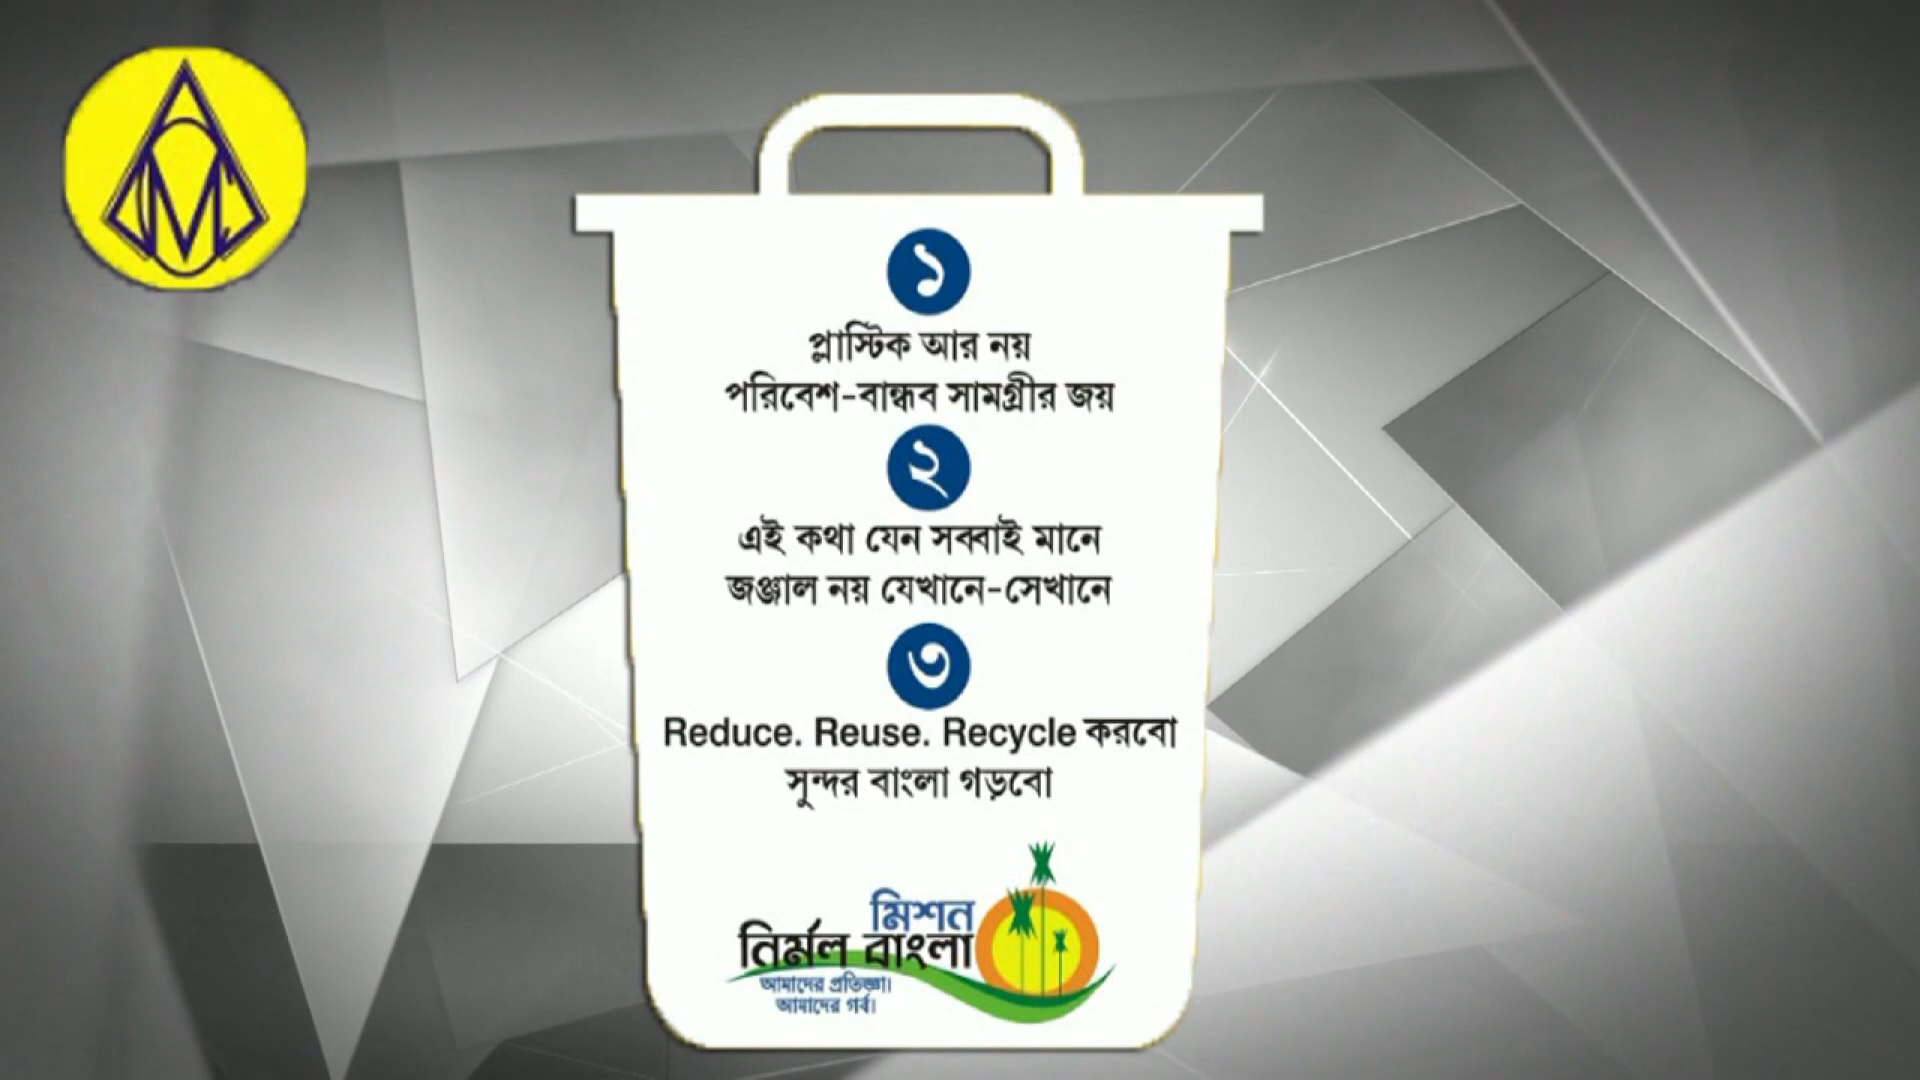 ১
প্লাস্টিক আর নয়
পরিবেশ-বান্ধব সামগ্রীর জয়
২
এই কথা যেন সব্বাই মানে
জঞ্জাল নয় যেখানে-সেখানে
৩
Reduce. Reuse. Recycle করবো
সুন্দর বাংলা গড়বো
মিশন
নির্মল বাংলা
আমাদের প্রতিজ্ঞা।
আমাদের গর্ব।